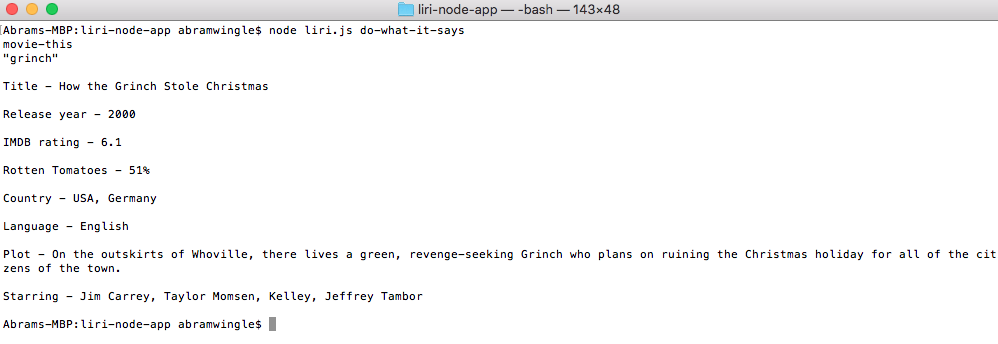 liri-node-app — -bash — 143×48
[Abrams-MBP:liri-node-app abramwingle$ node liri.js do-what-it-says
movie-this
"grinch"
Title - How the Grinch Stole Christmas
Release year - 2000
IMDB rating - 6.1
Rotten Tomatoes - 51%
Country - USA, Germany
Language - English
Plot - On the outskirts of Whoville, there lives a green, revenge-seeking Grinch who plans on ruining the Christmas holiday for all of the cit
zens of the town.
Starring - Jim Carrey, Taylor Momsen, Kelley, Jeffrey Tambor
Abrams-MBP:liri-node-app abramwingle$